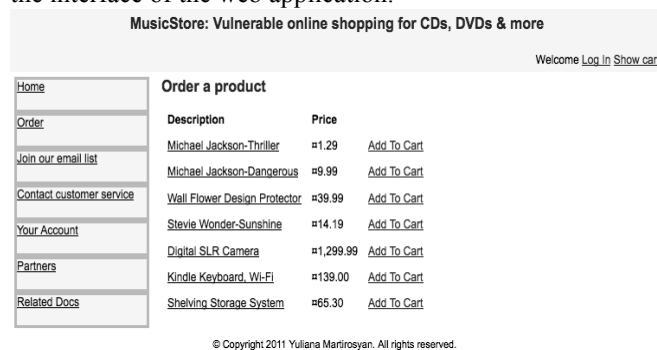 the interface of the web application.
MusicStore: Vulnerable online shopping for CDs, DVDs & more
Welcome Log In Show car
Home
Order
Join our email list
Contact customer service
Your Account
Partners
Related Docs
Order a product
Description Price
Michael Jackson-Thriller ¤1.29 Add To Cart
Michael Jackson-Dangerous ¤9.99 Add To Cart
Wall Flower Design Protector ¤39.99 Add To Cart
Stevie Wonder-Sunshine ¤14.19 Add To Cart
Digital SLR Camera ¤1,299.99 Add To Cart
Kindle Keyboard, Wi-Fi ¤139.00 Add To Cart
Shelving Storage System ¤65.30 Add To Cart
© Copyright 2011 Yuliana Martirosyan. All rights reserved.